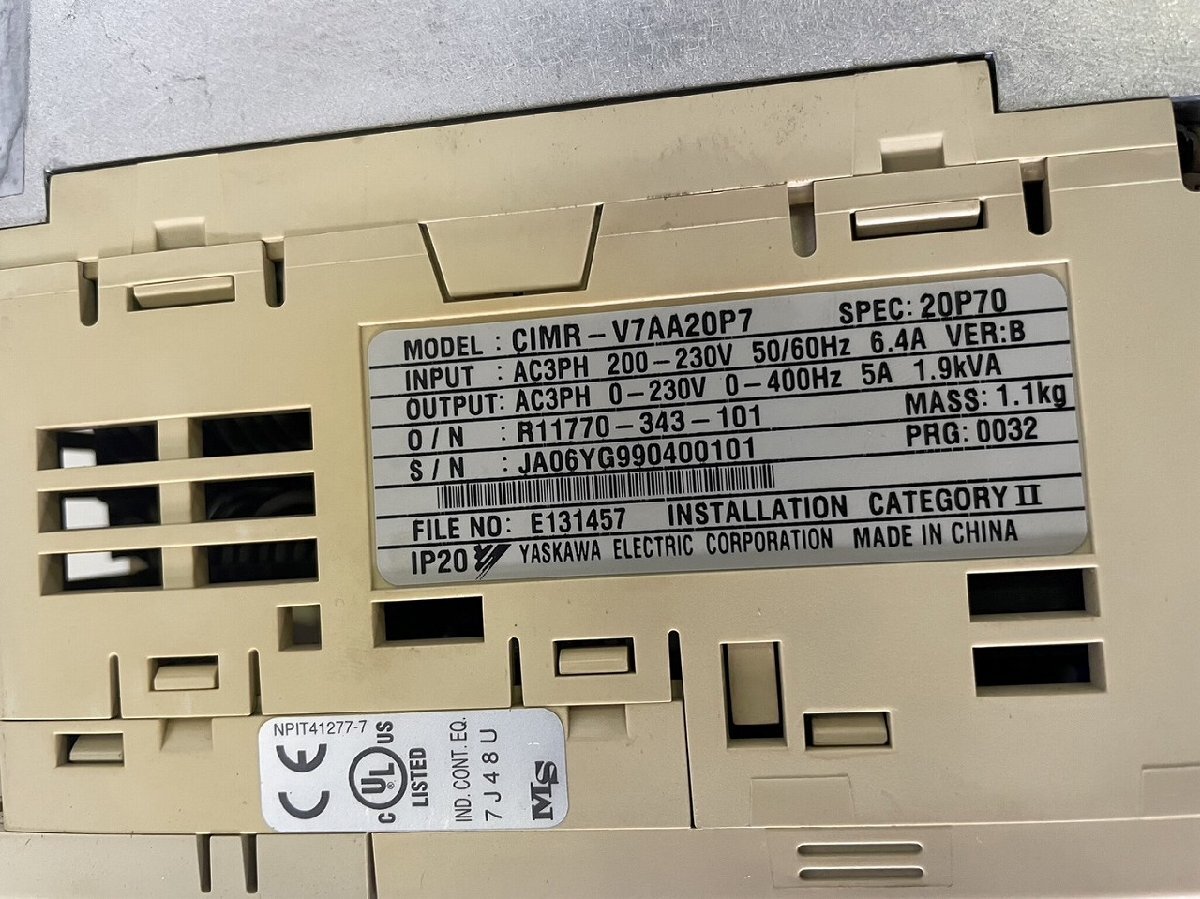 MODEL : CIMR-V7AA20P7 SPEC: 20P70
INPUT : AC3PH 200-230V 50/60Hz 6.4A VER:B
OUTPUT: AC3PH 0-230V 0-400Hz 5A 1.9kVA
O/N : R11770-343-101 MASS: 1.1kg
S/N : JA06YG990400101 PRG: 0032
FILE NO: E131457 INSTALLATION CATEGORY II
IP20 YASKAWA ELECTRIC CORPORATION MADE IN CHINA
NPIT41277-7
CE
C UL US
LISTED
IND. CONT. EQ.
7J48U
MS